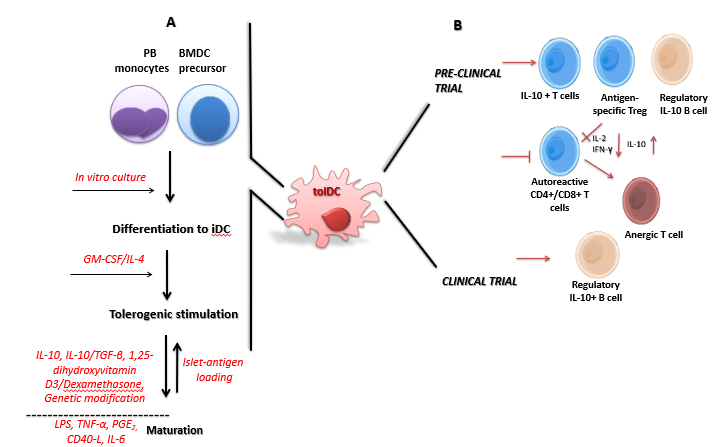 A
PB
monocytes
BMDC
precursor
In vitro culture
Differentiation to iDC
GM-CSF/IL-4
Tolerogenic stimulation
IL-10, IL-10/TGF-β, 1,25-
dihydroxyvitamin
D3/Dexamethasone,
Genetic modification
Islet-antigen
loading
LPS, TNF-α, PGE2,
CD40-L, IL-6
Maturation
tolDC
B
PRE-CLINICAL
TRIAL
IL-10 + T cells
Antigen-
specific Treg
Regulatory
IL-10 B cell
IL-2
IFN-γ
IL-10
Autoreactive
CD4+/CD8+ T
cells
Anergic T cell
CLINICAL TRIAL
Regulatory
IL-10+ B cell